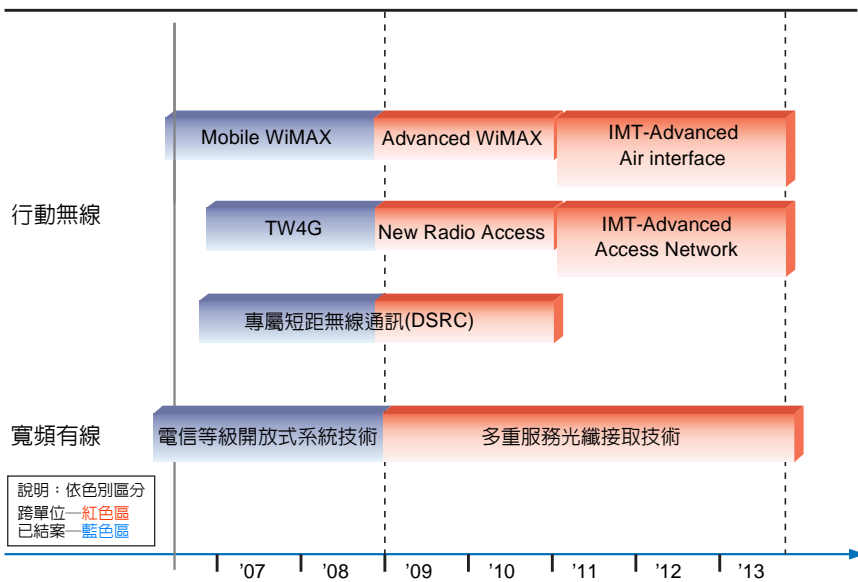 Mobile WiMAX
Advanced WiMAX
IMT-Advanced
Air interface
行動無線
TW4G
New Radio Access
IMT-Advanced
Access Network
專屬短距無線通訊(DSRC)
寬頻有線
電信等級開放式系統技術
多重服務光纖接取技術
說明：依色別區分
跨單位—紅色區
已結案—藍色區
’07
’08
’09
’10
’11
’12
’13